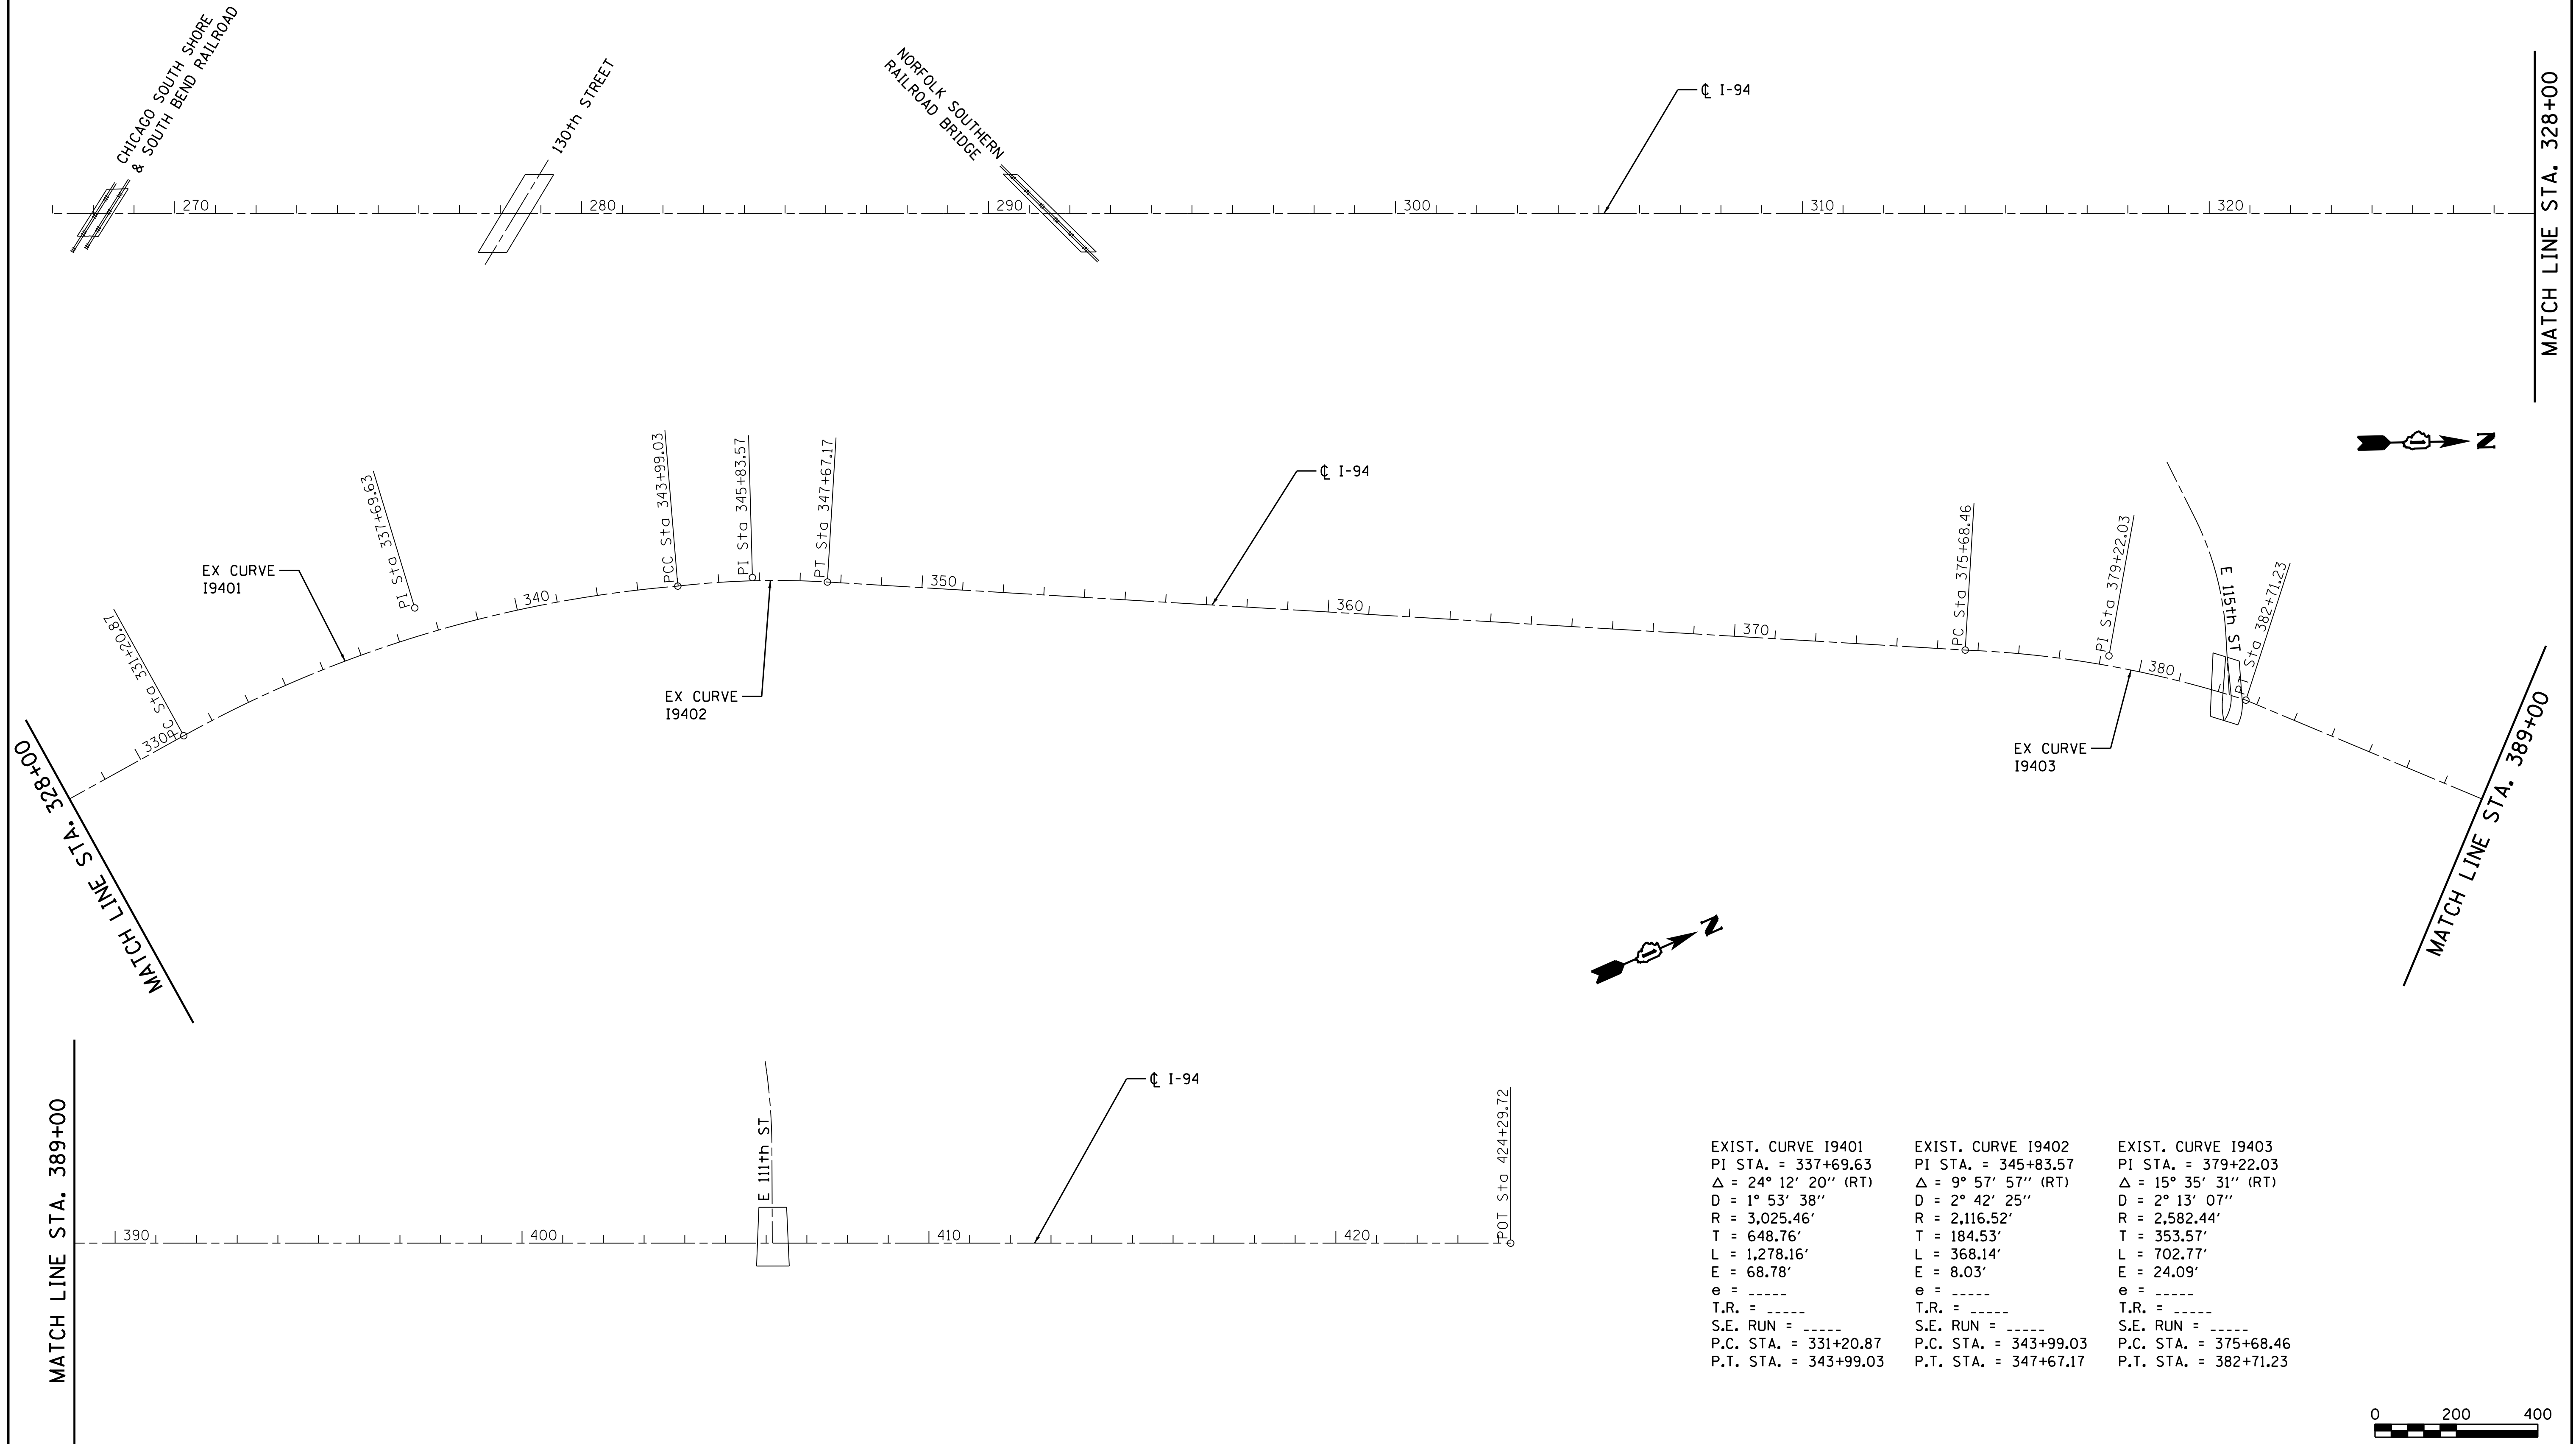 CHICAGO SOUTH SHORE
& SOUTH BEND RAILROAD
130th STREET
NORFOLK SOUTHERN
RAILROAD BRIDGE
℄ I-94
270
280
290
300
310
320
MATCH LINE STA. 328+00
N
PC Sta 331+20.87
PI Sta 337+69.63
PCC Sta 343+99.03
PI Sta 345+83.57
PT Sta 347+67.17
℄ I-94
PC Sta 375+68.46
PI Sta 379+22.03
E 115th ST
PT Sta 382+71.23
EX CURVE
I9401
EX CURVE
I9402
EX CURVE
I9403
330
340
350
360
370
380
MATCH LINE STA. 328+00
MATCH LINE STA. 389+00
N
MATCH LINE STA. 389+00
E 111th ST
℄ I-94
POT Sta 424+29.72
390
400
410
420
EXIST. CURVE I9401
PI STA. = 337+69.63
Δ = 24° 12' 20'' (RT)
D = 1° 53' 38''
R = 3,025.46'
T = 648.76'
L = 1,278.16'
E = 68.78'
e = _____
T.R. = _____
S.E. RUN = _____
P.C. STA. = 331+20.87
P.T. STA. = 343+99.03
EXIST. CURVE I9402
PI STA. = 345+83.57
Δ = 9° 57' 57'' (RT)
D = 2° 42' 25''
R = 2,116.52'
T = 184.53'
L = 368.14'
E = 8.03'
e = _____
T.R. = _____
S.E. RUN = _____
P.C. STA. = 343+99.03
P.T. STA. = 347+67.17
EXIST. CURVE I9403
PI STA. = 379+22.03
Δ = 15° 35' 31'' (RT)
D = 2° 13' 07''
R = 2,582.44'
T = 353.57'
L = 702.77'
E = 24.09'
e = _____
T.R. = _____
S.E. RUN = _____
P.C. STA. = 375+68.46
P.T. STA. = 382+71.23
0 200 400